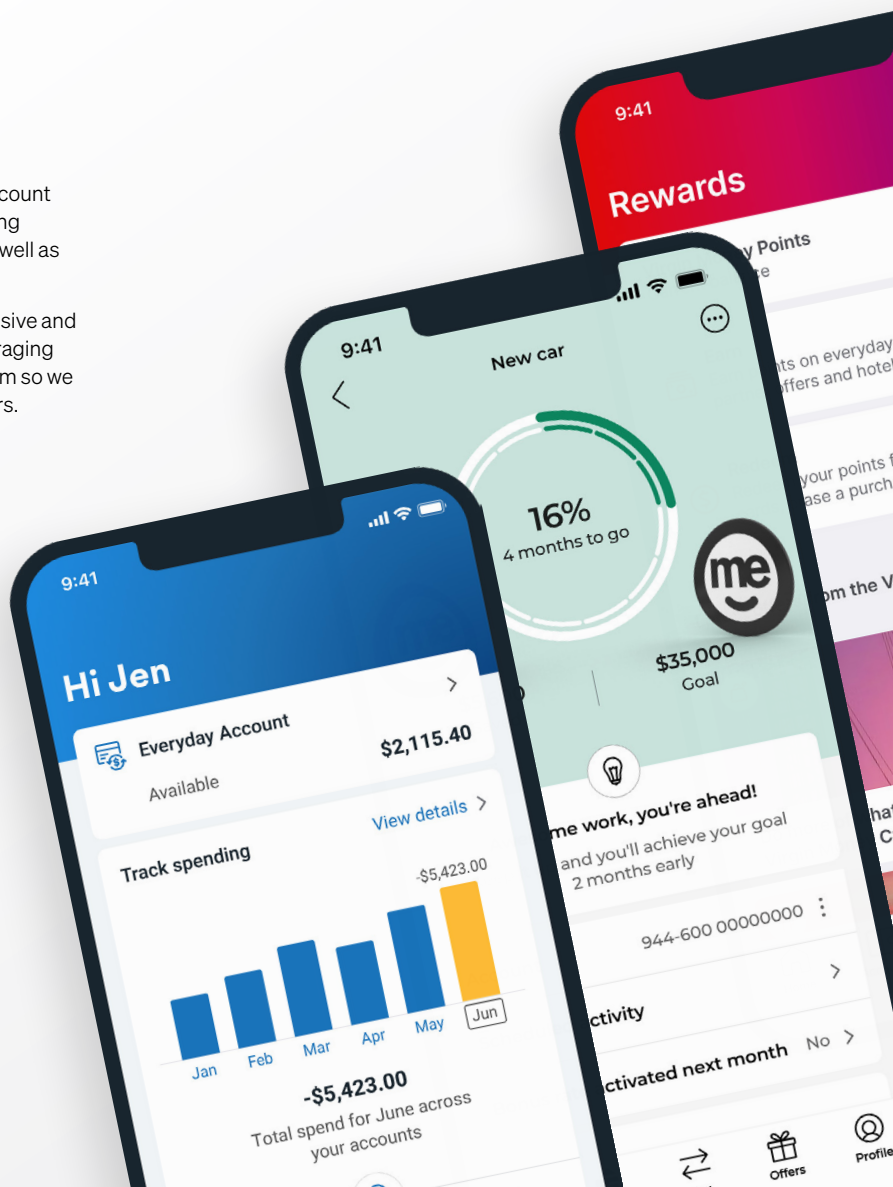 count
ng
well as
sive and
raging
m so we
rs.
9:41
Hi Jen
Everyday Account
Available
$2,115.40
Track spending
View details
-$5,423.00
Jan
Feb
Mar
Apr
May
Jun
-$5,423.00
Total spend for June across
your accounts
9:41
New car
16%
4 months to go
me
$35,000
Goal
me work, you're ahead!
and you'll achieve your goal
2 months early
944-600 00000000
ctivity
ctivated next month
No
Offers
Profile
9:41
Rewards
y Points
ce
nts on everyday
offers and hotel
your points f
ase a purch
om the V
hat
C